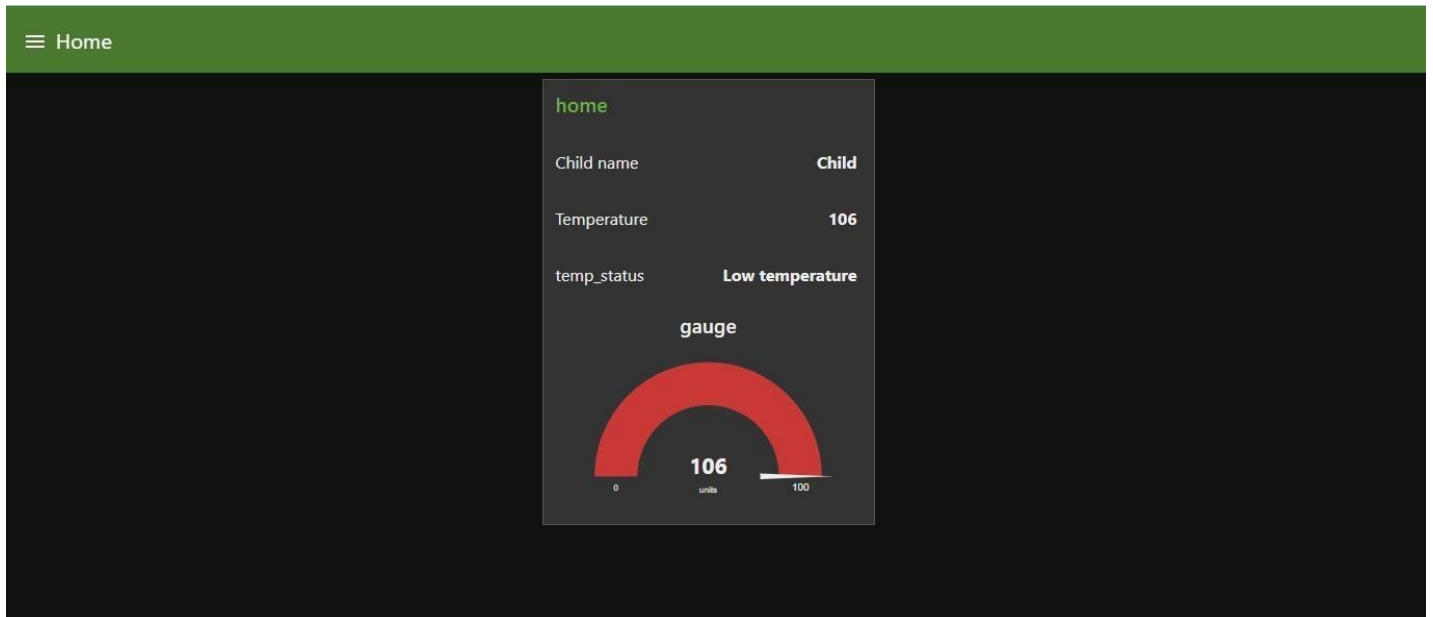 Home
home
Child name Child
Temperature 106
temp_status Low temperature
gauge
106
0 units 100